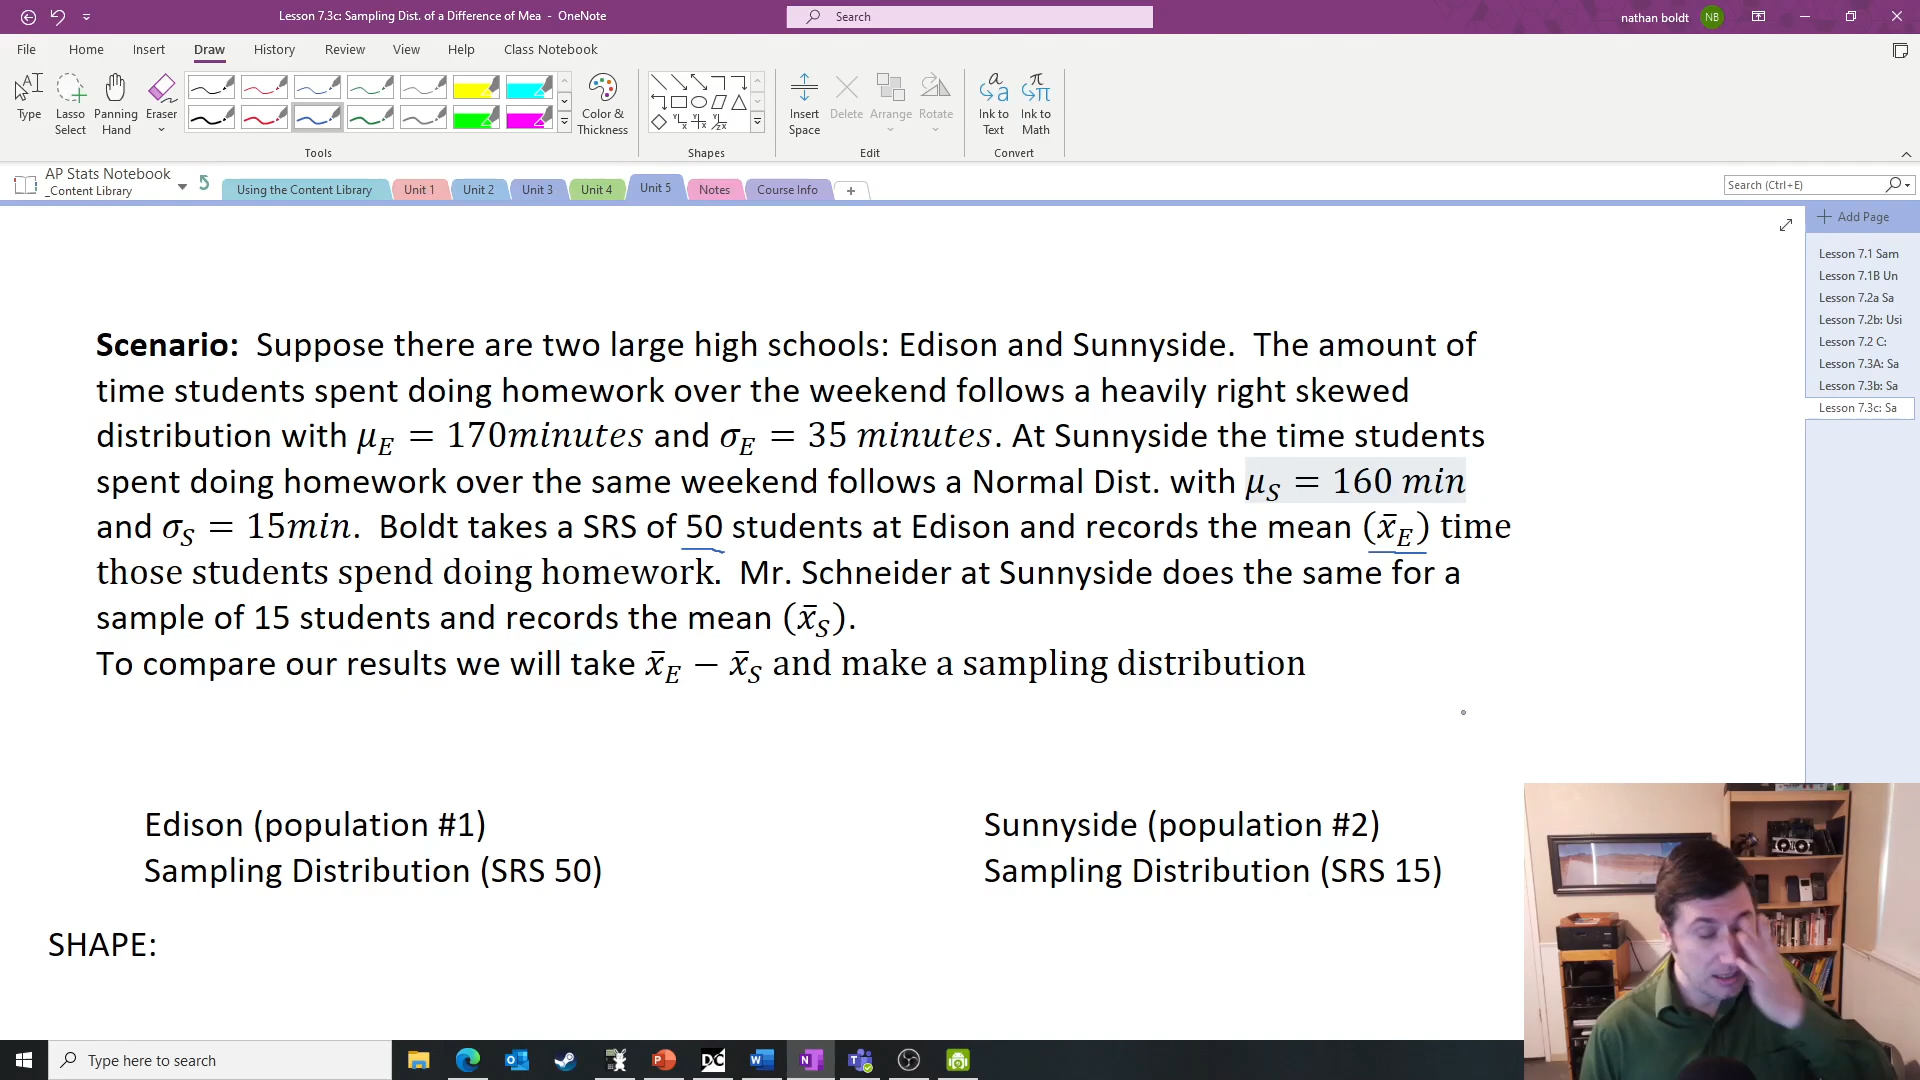 Lesson 7.3c: Sampling Dist. of a Difference of Mea - OneNote
Search
nathan boldt
NB
File Home Insert Draw History Review View Help Class Notebook
Type
Lasso Select
Panning Hand
Eraser
Color & Thickness
Insert Space
Delete
Arrange
Rotate
Ink to Text
Ink to Math
Tools
Shapes
Edit
Convert
AP Stats Notebook
_Content Library
Using the Content Library Unit 1 Unit 2 Unit 3 Unit 4 Unit 5 Notes Course Info
Search (Ctrl+E)
Add Page
Lesson 7.1 Sam
Lesson 7.1B Un
Lesson 7.2a Sa
Lesson 7.2b: Usi
Lesson 7.2 C:
Lesson 7.3A: Sa
Lesson 7.3b: Sa
Lesson 7.3c: Sa
Scenario: Suppose there are two large high schools: Edison and Sunnyside. The amount of
time students spent doing homework over the weekend follows a heavily right skewed
distribution with μ_E = 170minutes and σ_E = 35 minutes. At Sunnyside the time students
spent doing homework over the same weekend follows a Normal Dist. with μ_S = 160 min
and σ_S = 15min. Boldt takes a SRS of 50 students at Edison and records the mean (x̄_E) time
those students spend doing homework. Mr. Schneider at Sunnyside does the same for a
sample of 15 students and records the mean (x̄_S).
To compare our results we will take x̄_E − x̄_S and make a sampling distribution
Edison (population #1)
Sampling Distribution (SRS 50)
Sunnyside (population #2)
Sampling Distribution (SRS 15)
SHAPE:
Type here to search